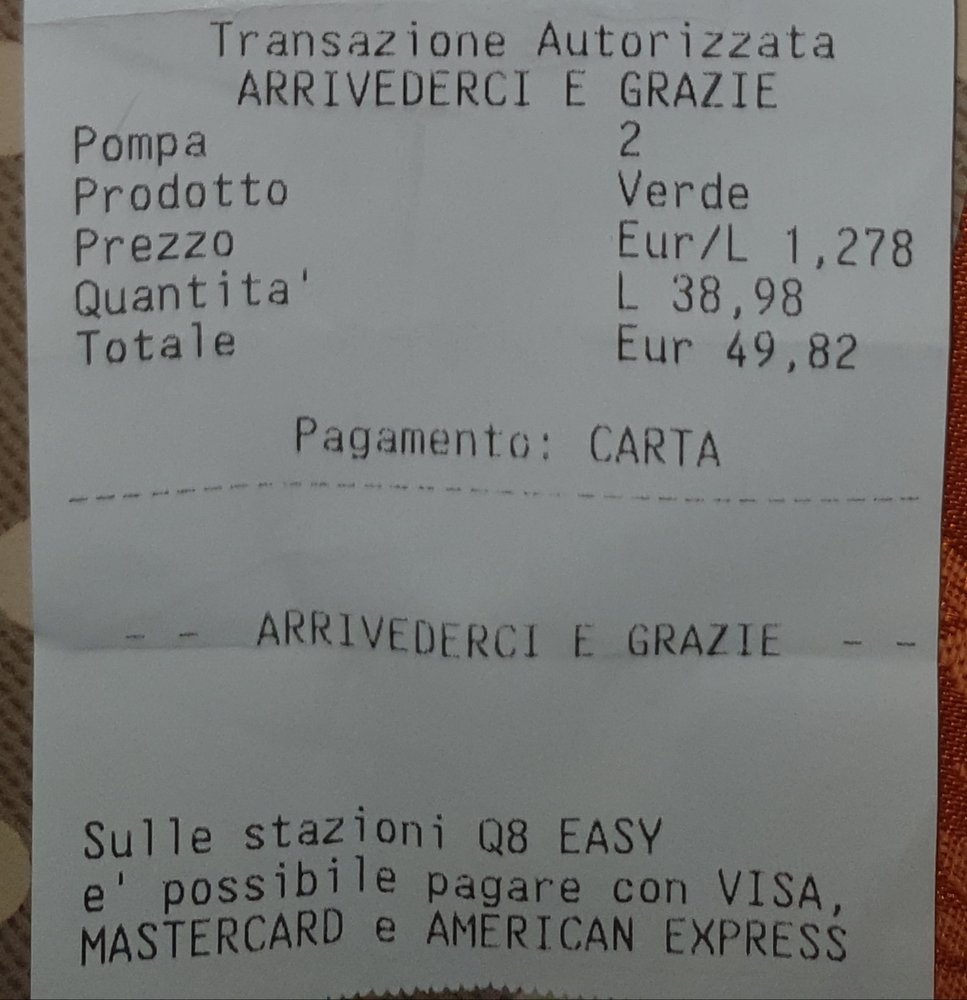 Transazione Autorizzata
ARRIVEDERCI E GRAZIE
Pompa 2
Prodotto Verde
Prezzo Eur/L 1,278
Quantita' L 38,98
Totale Eur 49,82
Pagamento: CARTA
-- ARRIVEDERCI E GRAZIE --
Sulle stazioni Q8 EASY
e' possibile pagare con VISA,
MASTERCARD e AMERICAN EXPRESS